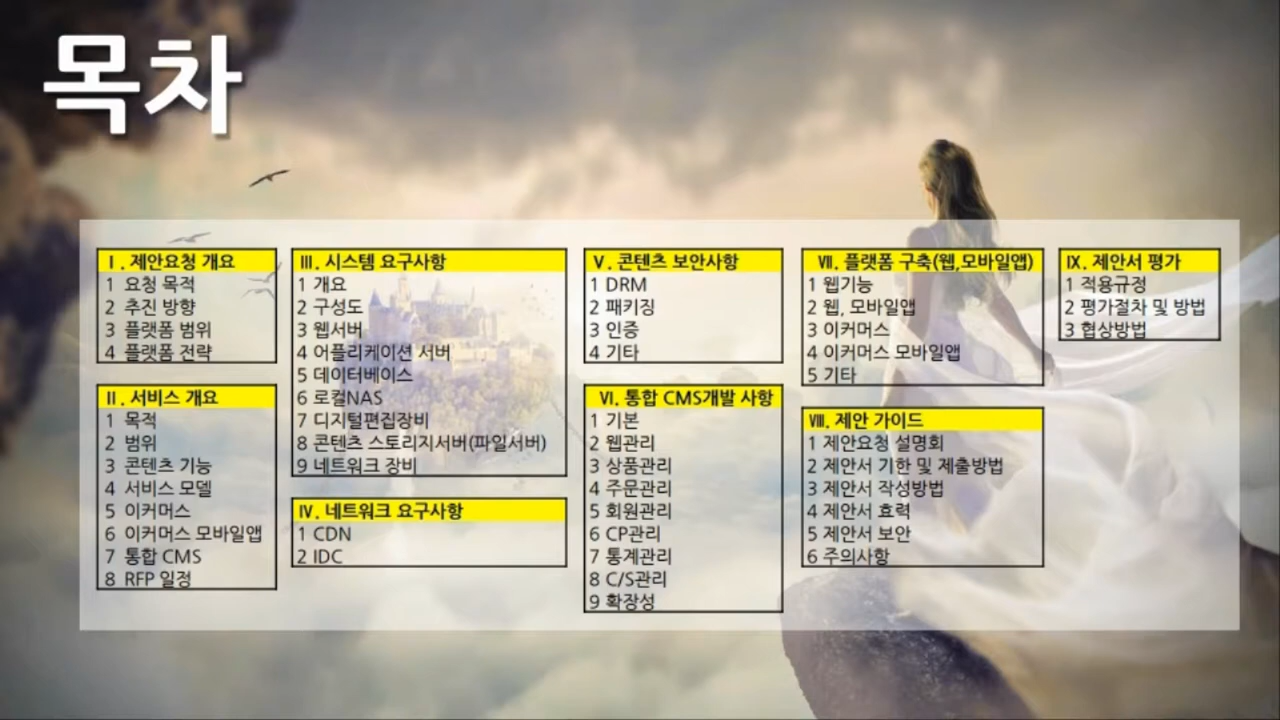 목차
Ⅰ. 제안요청 개요
1 요청 목적
2 추진 방향
3 플랫폼 범위
4 플랫폼 전략
Ⅱ. 서비스 개요
1 목적
2 범위
3 콘텐츠 기능
4 서비스 모델
5 이커머스
6 이커머스 모바일앱
7 통합 CMS
8 RFP 일정
Ⅲ. 시스템 요구사항
1 개요
2 구성도
3 웹서버
4 어플리케이션 서버
5 데이터베이스
6 로컬NAS
7 디지털편집장비
8 콘텐츠 스토리지서버(파일서버)
9 네트워크 장비
Ⅳ. 네트워크 요구사항
1 CDN
2 IDC
Ⅴ. 콘텐츠 보안사항
1 DRM
2 패키징
3 인증
4 기타
Ⅵ. 통합 CMS개발 사항
1 기본
2 웹관리
3 상품관리
4 주문관리
5 회원관리
6 CP관리
7 통계관리
8 C/S관리
9 확장성
Ⅶ. 플랫폼 구축(웹,모바일앱)
1 웹기능
2 웹, 모바일앱
3 이커머스
4 이커머스 모바일앱
5 기타
Ⅷ. 제안 가이드
1 제안요청 설명회
2 제안서 기한 및 제출방법
3 제안서 작성방법
4 제안서 효력
5 제안서 보안
6 주의사항
Ⅸ. 제안서 평가
1 적용규정
2 평가절차 및 방법
3 협상방법